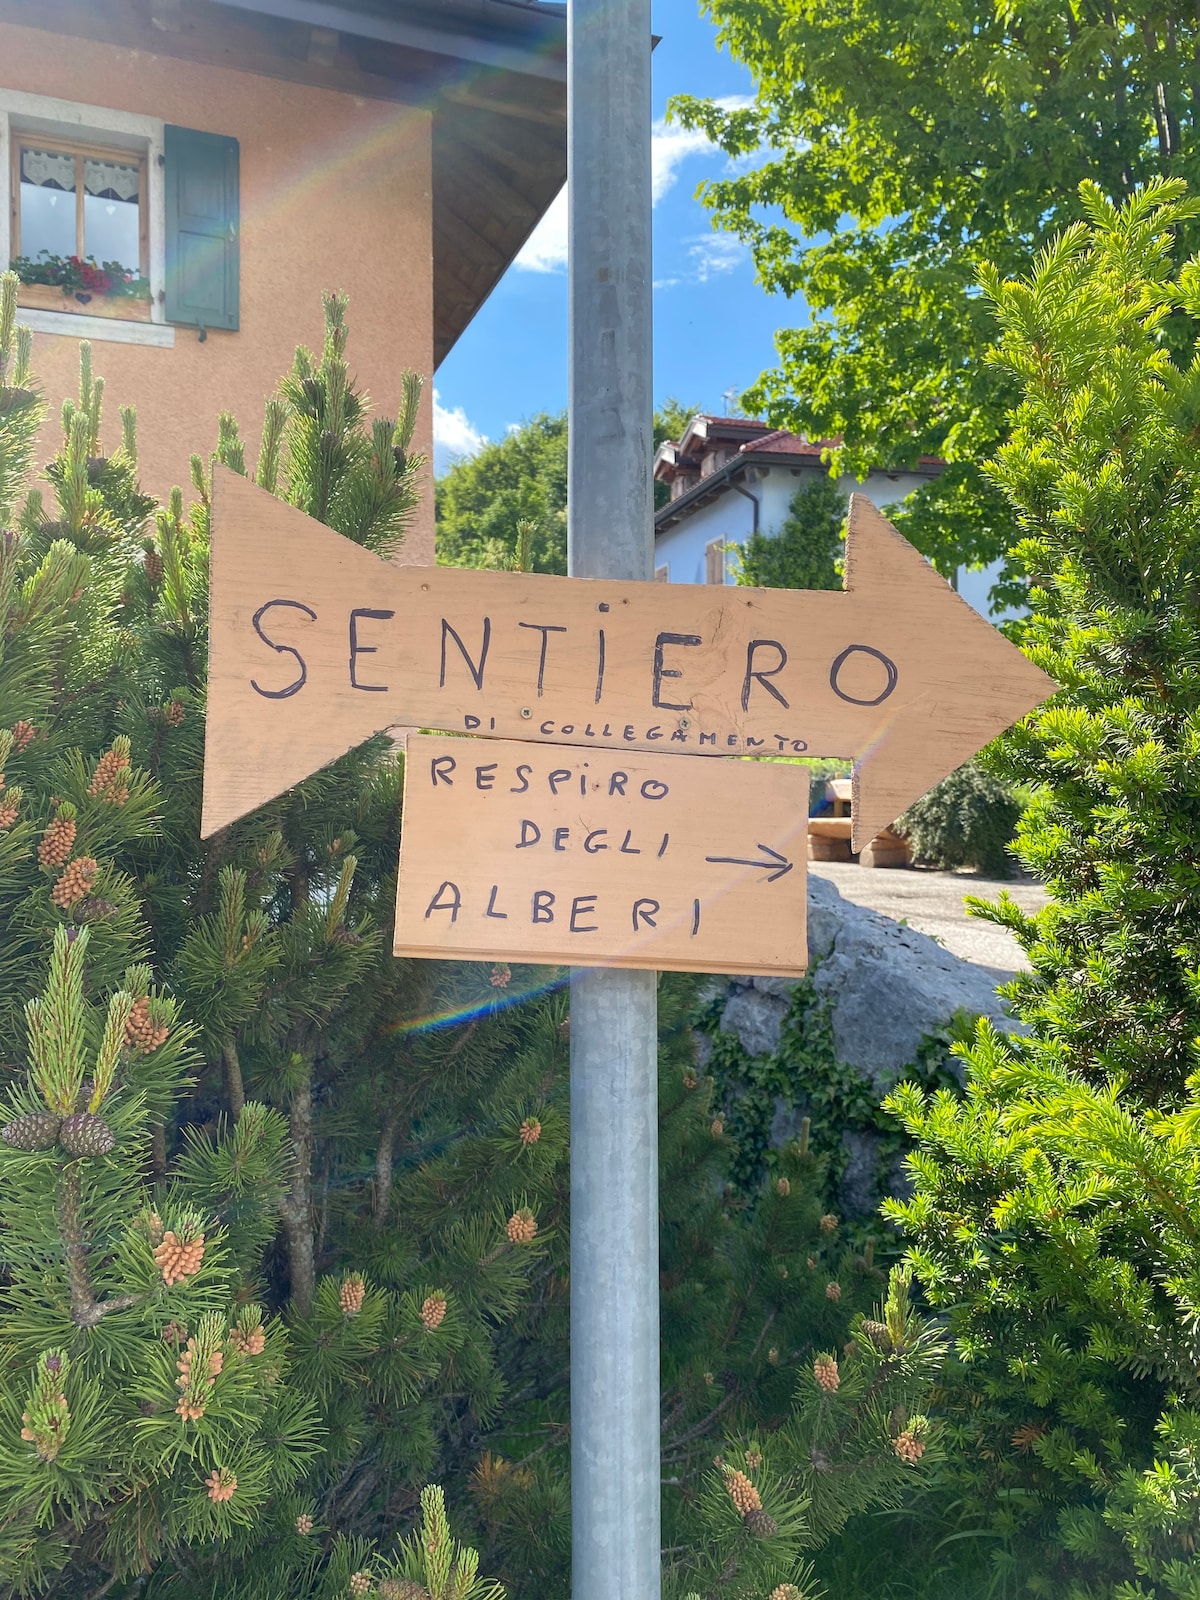 SENTiERO
DI COLLEGAMENTO
RESPiRO
DEGLI
ALBERI